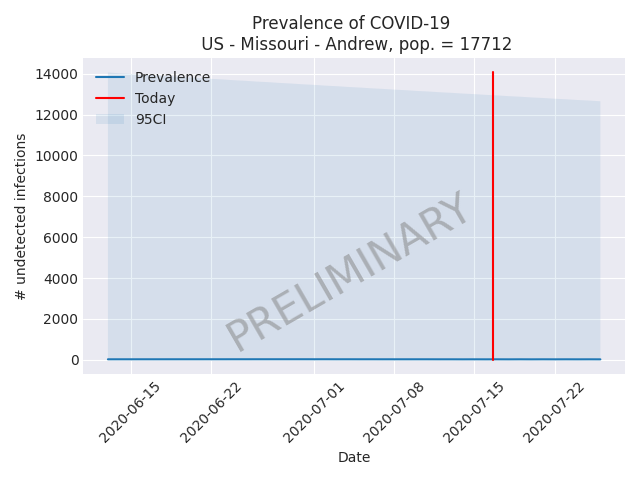 Prevalence of COVID-19
US - Missouri - Andrew, pop. = 17712
14000
12000
10000
8000
6000
4000
2000
0
# undetected infections
Prevalence
Today
95CI
PRELIMINARY
2020-06-15
2020-06-22
2020-07-01
2020-07-08
2020-07-15
2020-07-22
Date